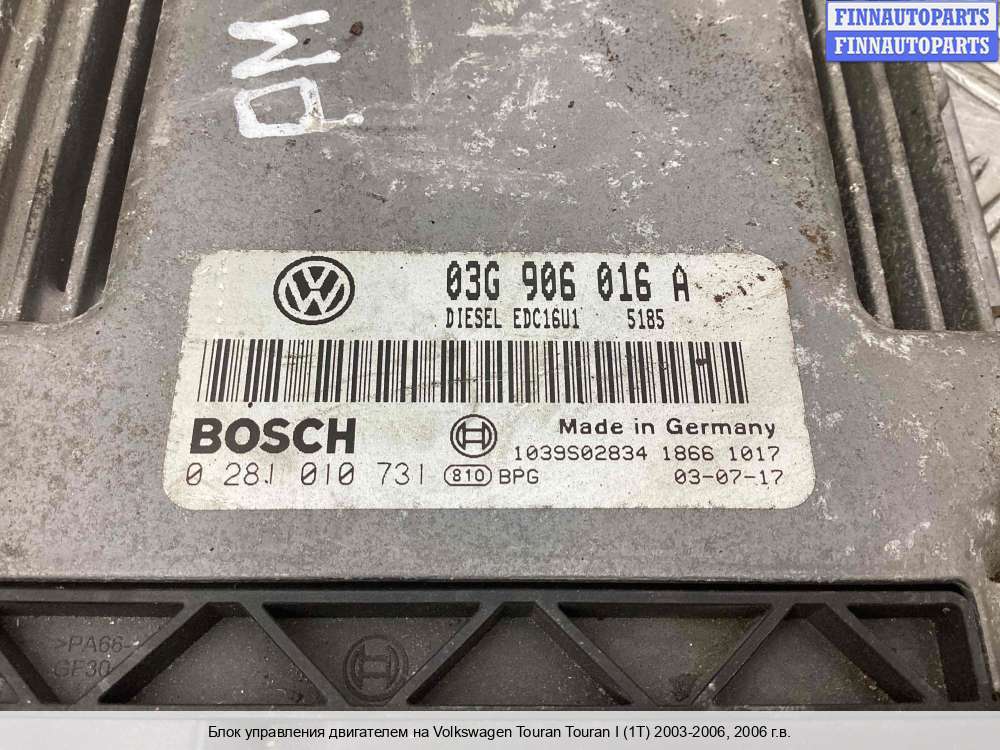 FINNAUTOPARTS
FINNAUTOPARTS
DM
03G 906 016 A
DIESEL EDC16U1 5185
BOSCH
Made in Germany
1039S02834 1866 1017
0 281 010 731 810 BPG 03-07-17
>PA66-
GF30
Блок управления двигателем на Volkswagen Touran Touran I (1T) 2003-2006, 2006 г.в.